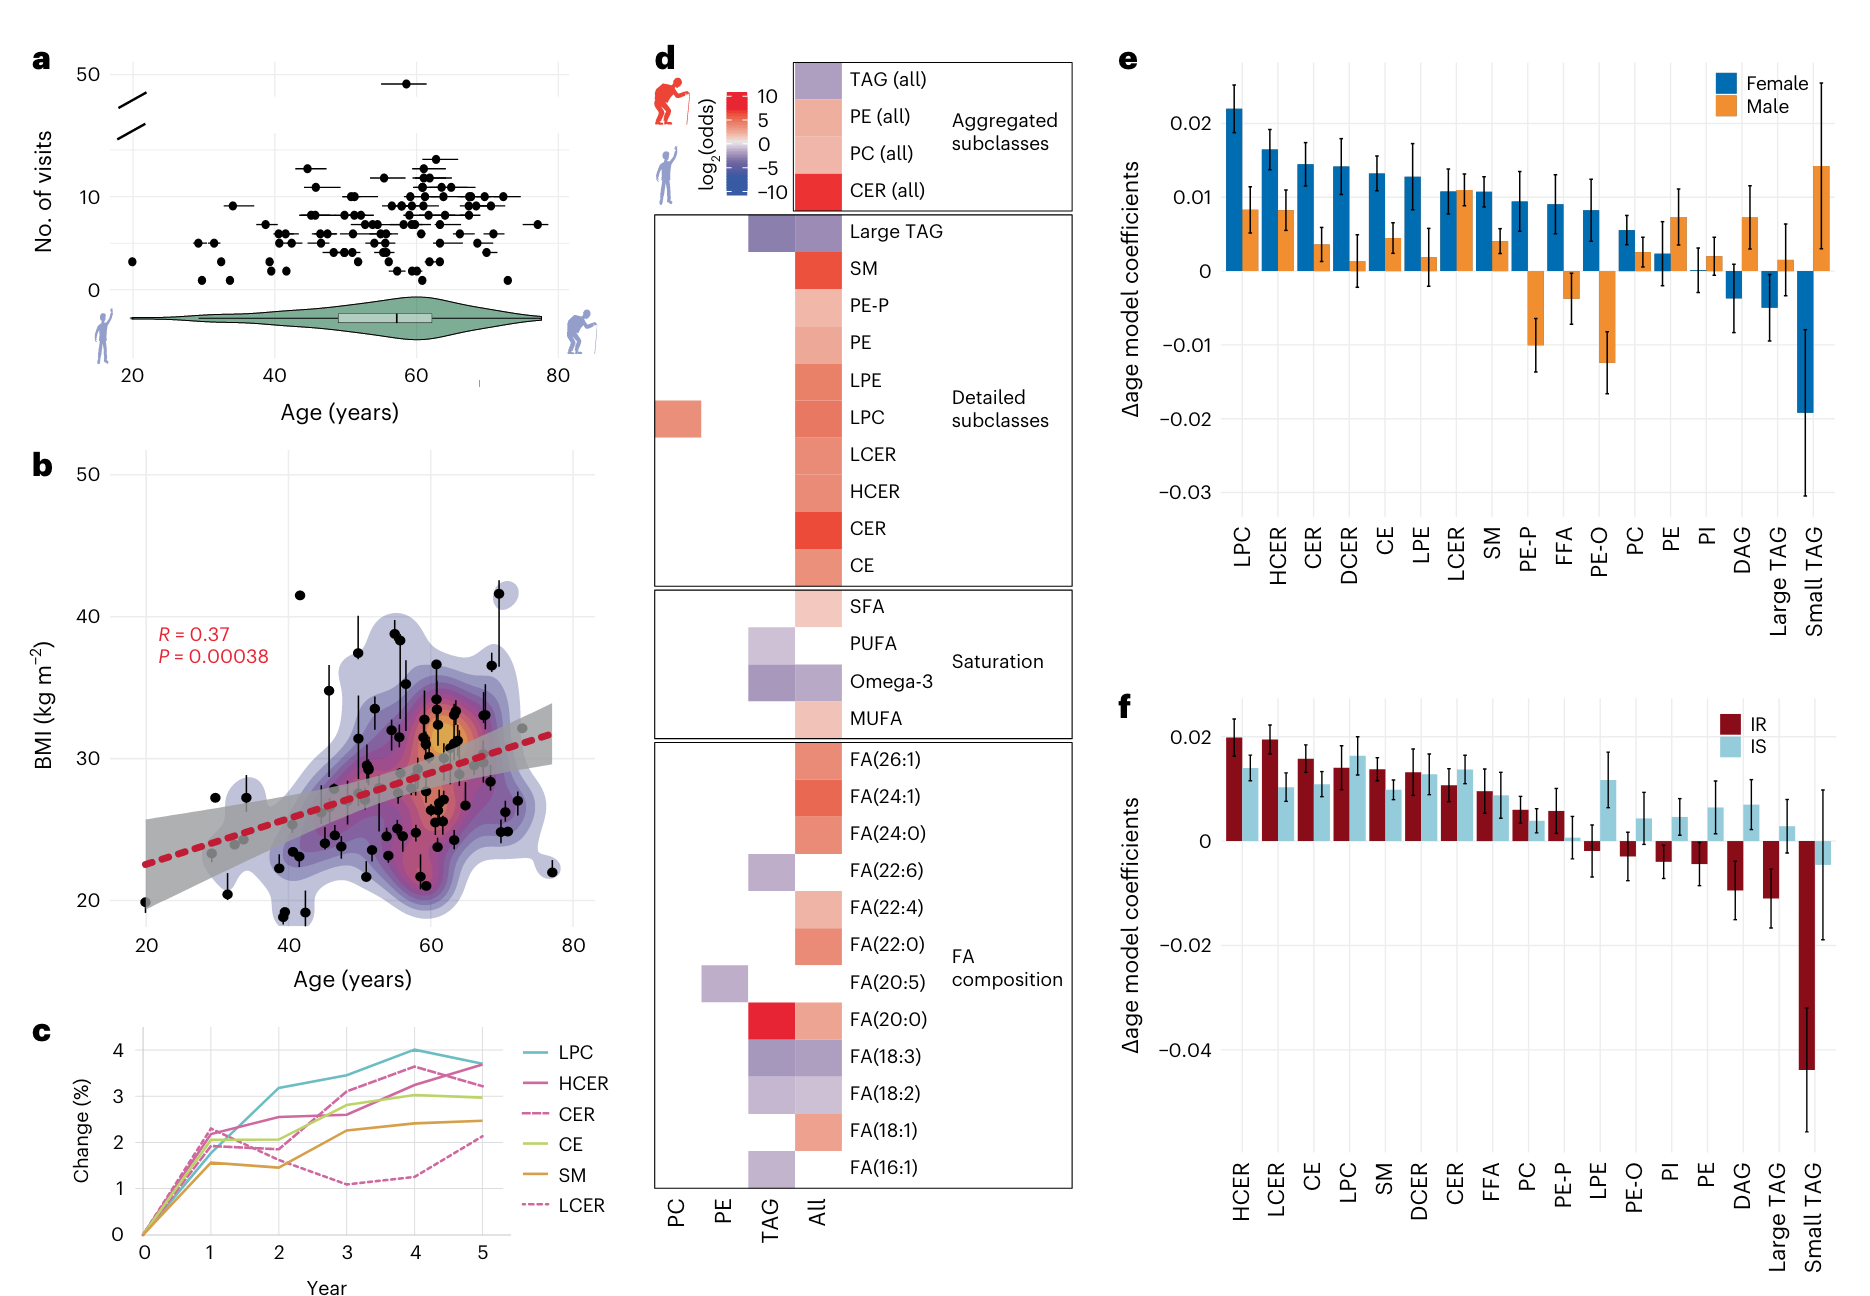 a
50
10
0
No. of visits
20
40
60
80
Age (years)
b
50
40
30
20
BMI (kg m−2)
R = 0.37
P = 0.00038
20
40
60
80
Age (years)
c
4
3
2
1
0
Change (%)
0
1
2
3
4
5
Year
LPC
HCER
CER
CE
SM
LCER
d
log2(odds)
10
5
0
−5
−10
TAG (all)
PE (all)
PC (all)
CER (all)
Aggregated
subclasses
Large TAG
SM
PE-P
PE
LPE
LPC
LCER
HCER
CER
CE
Detailed
subclasses
SFA
PUFA
Omega-3
MUFA
Saturation
FA(26:1)
FA(24:1)
FA(24:0)
FA(22:6)
FA(22:4)
FA(22:0)
FA(20:5)
FA(20:0)
FA(18:3)
FA(18:2)
FA(18:1)
FA(16:1)
FA
composition
PC
PE
TAG
All
e
Female
Male
0.02
0.01
0
−0.01
−0.02
−0.03
Δage model coefficients
LPC
HCER
CER
DCER
CE
LPE
LCER
SM
PE-P
FFA
PE-O
PC
PE
PI
DAG
Large TAG
Small TAG
f
IR
IS
0.02
0
−0.02
−0.04
Δage model coefficients
HCER
LCER
CE
LPC
SM
DCER
CER
FFA
PC
PE-P
LPE
PE-O
PI
PE
DAG
Large TAG
Small TAG